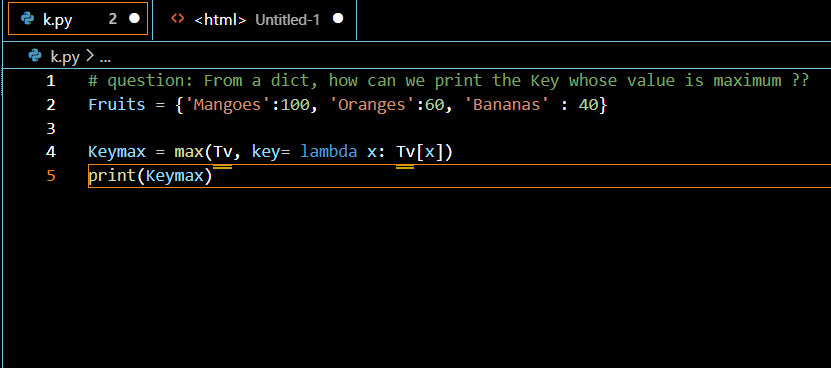 k.py 2 <html> Untitled-1
k.py > ...
1 # question: From a dict, how can we print the Key whose value is maximum ??
2 Fruits = {'Mangoes':100, 'Oranges':60, 'Bananas' : 40}
3
4 Keymax = max(Tv, key= lambda x: Tv[x])
5 print(Keymax)